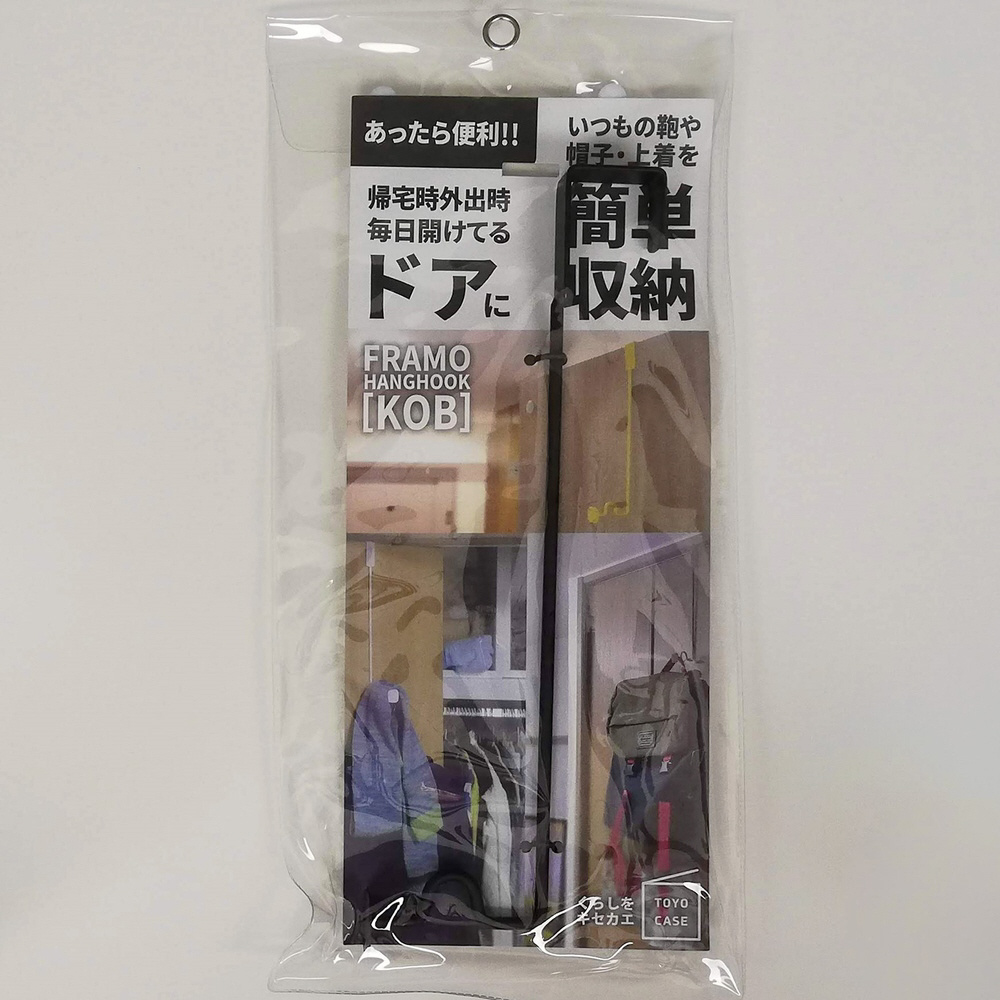 あったら便利!!
帰宅時外出時
毎日開けてる
ドアに
いつもの鞄や
帽子・上着を
簡単
収納
FRAMO
HANGHOOK
[KOB]
くらしを
キセカエ
TOYO
CASE